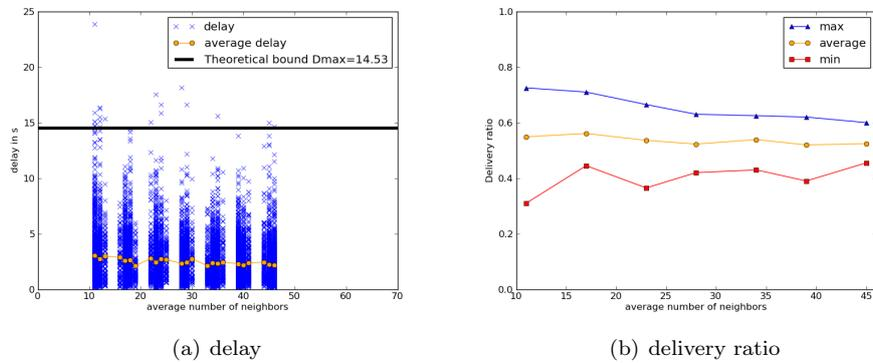 25
20
15
10
5
0
delay in s
0 10 20 30 40 50 60 70
average number of neighbors
delay
average delay
Theoretical bound Dmax=14.53
(a) delay
1.0
0.8
0.6
0.4
0.2
0.0
Delivery ratio
10 15 20 25 30 35 40 45
average number of neighbors
max
average
min
(b) delivery ratio